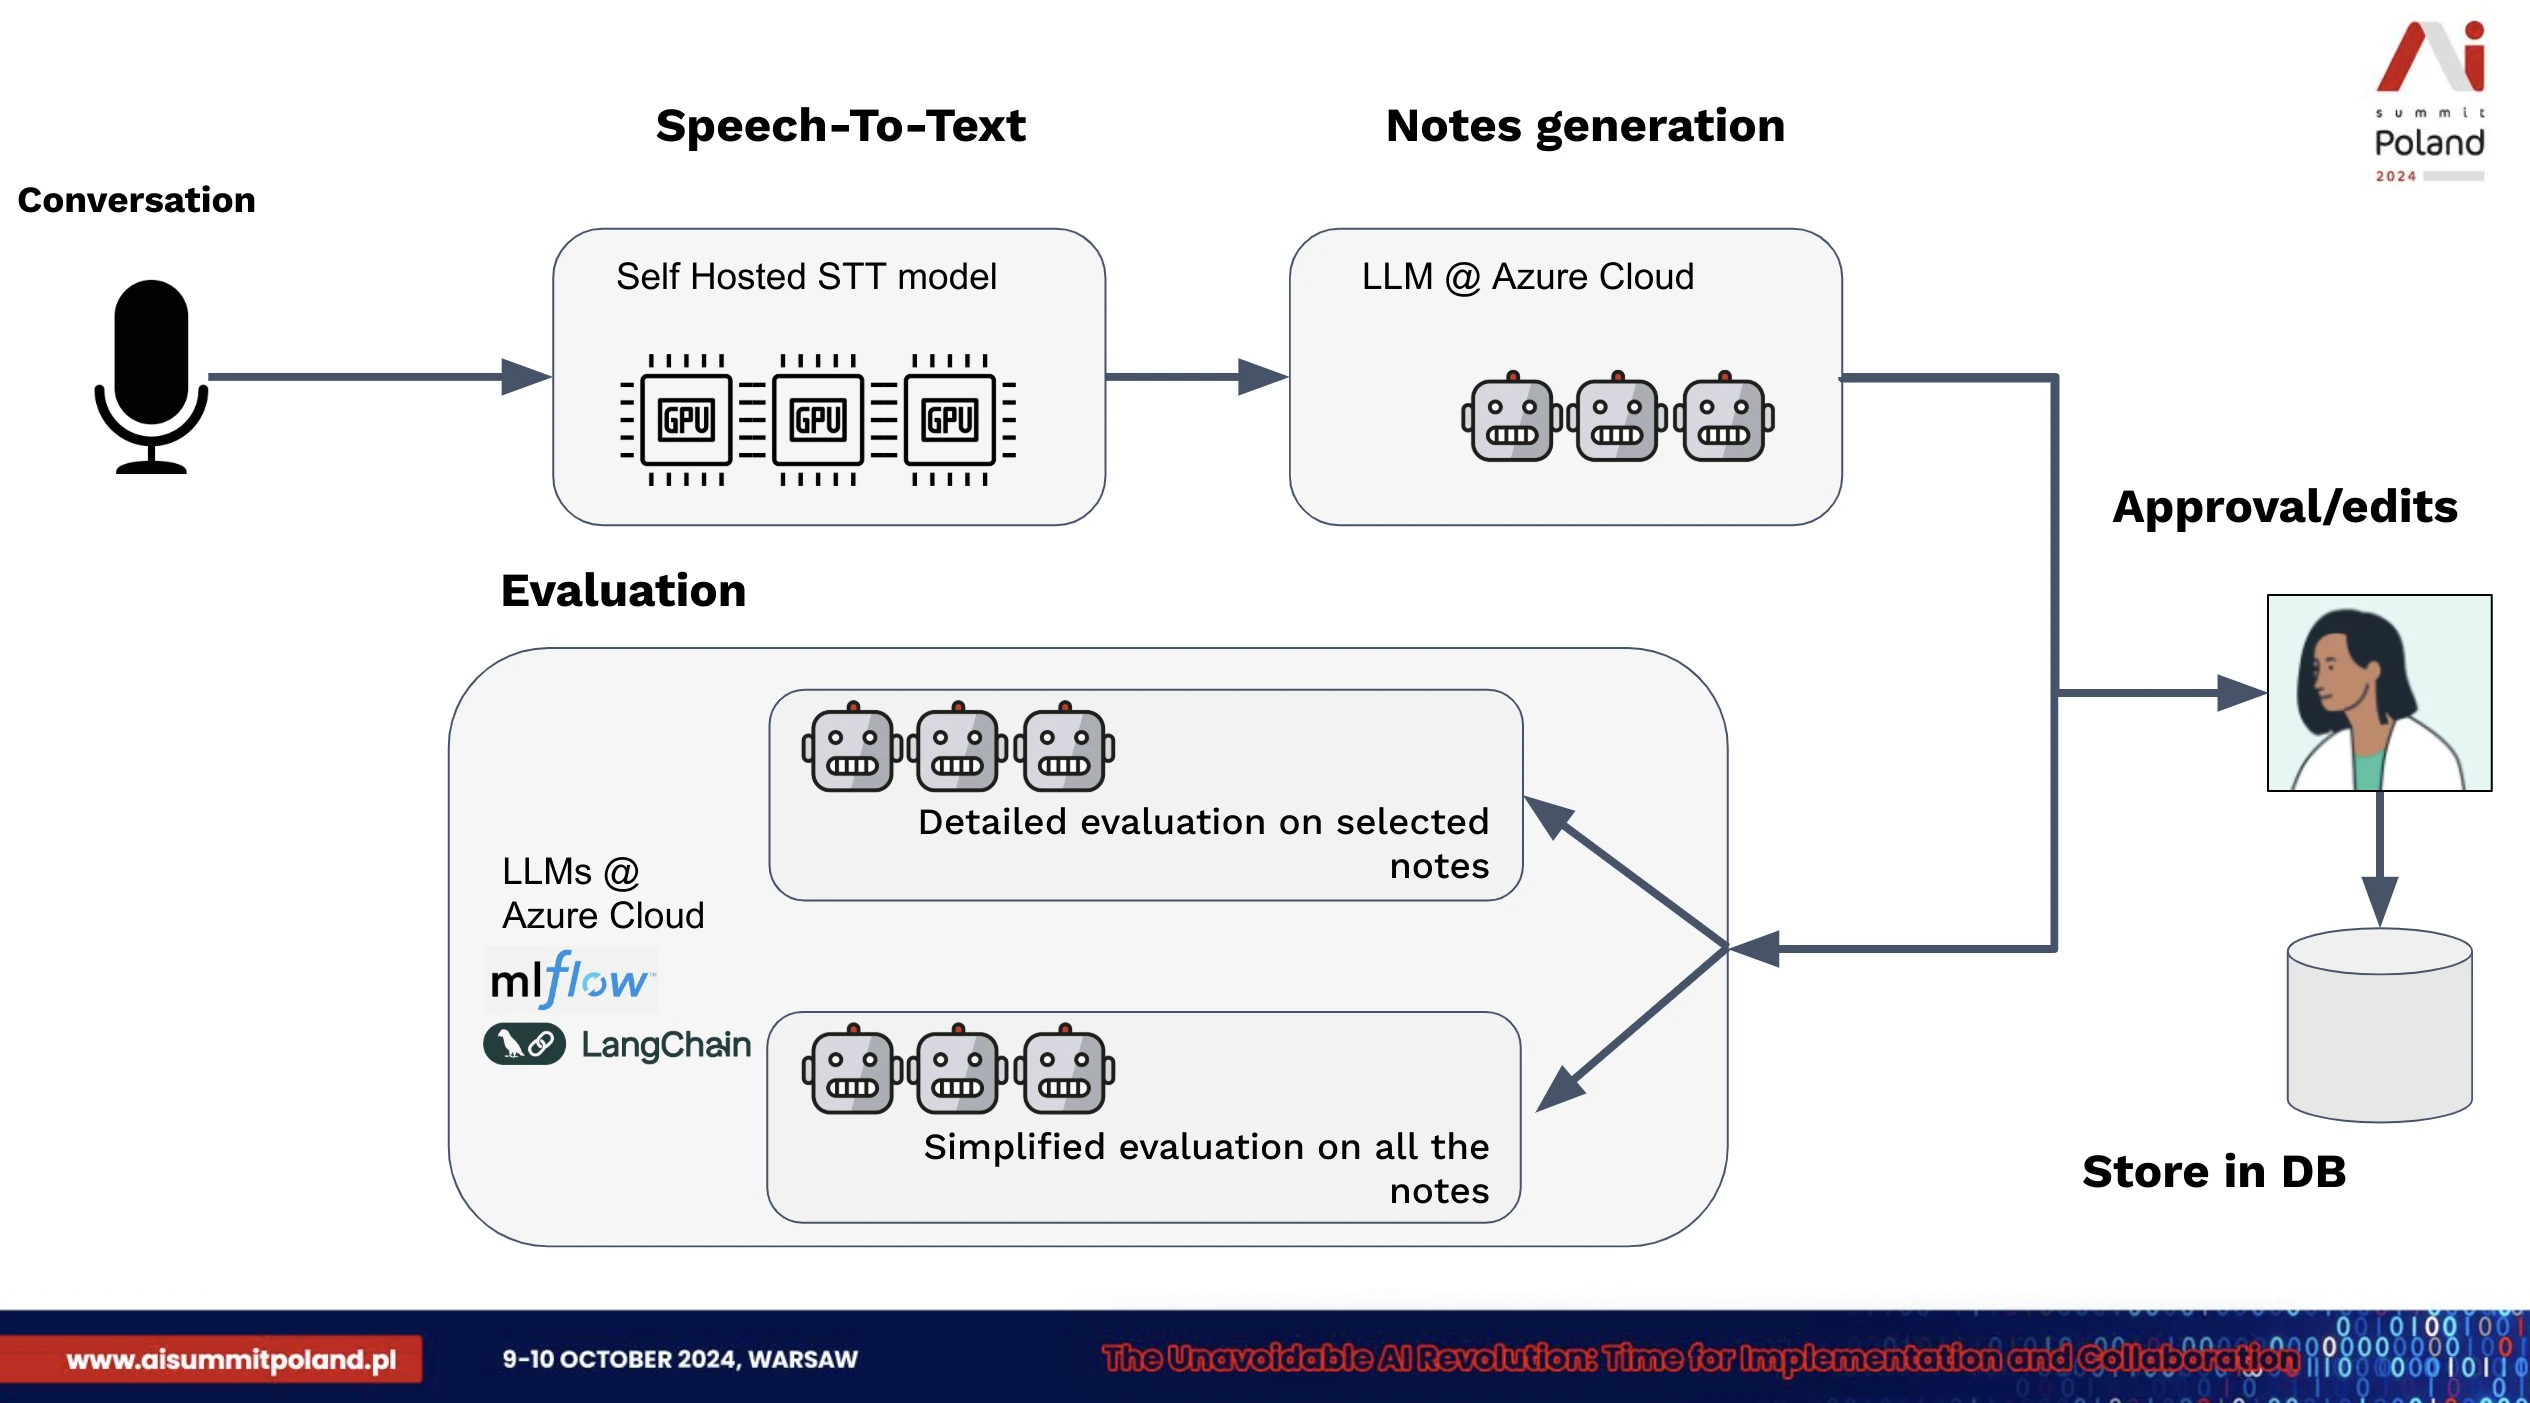 Ai
summit
Poland
2024
Speech-To-Text
Notes generation
Conversation
Self Hosted STT model
LLM @ Azure Cloud
GPU GPU GPU
Approval/edits
Evaluation
Detailed evaluation on selected
notes
LLMs @
Azure Cloud
mlflow™
LangChain
Simplified evaluation on all the
notes
Store in DB
www.aisummitpoland.pl
9-10 OCTOBER 2024, WARSAW
The Unavoidable AI Revolution: Time for Implementation and Collaboration